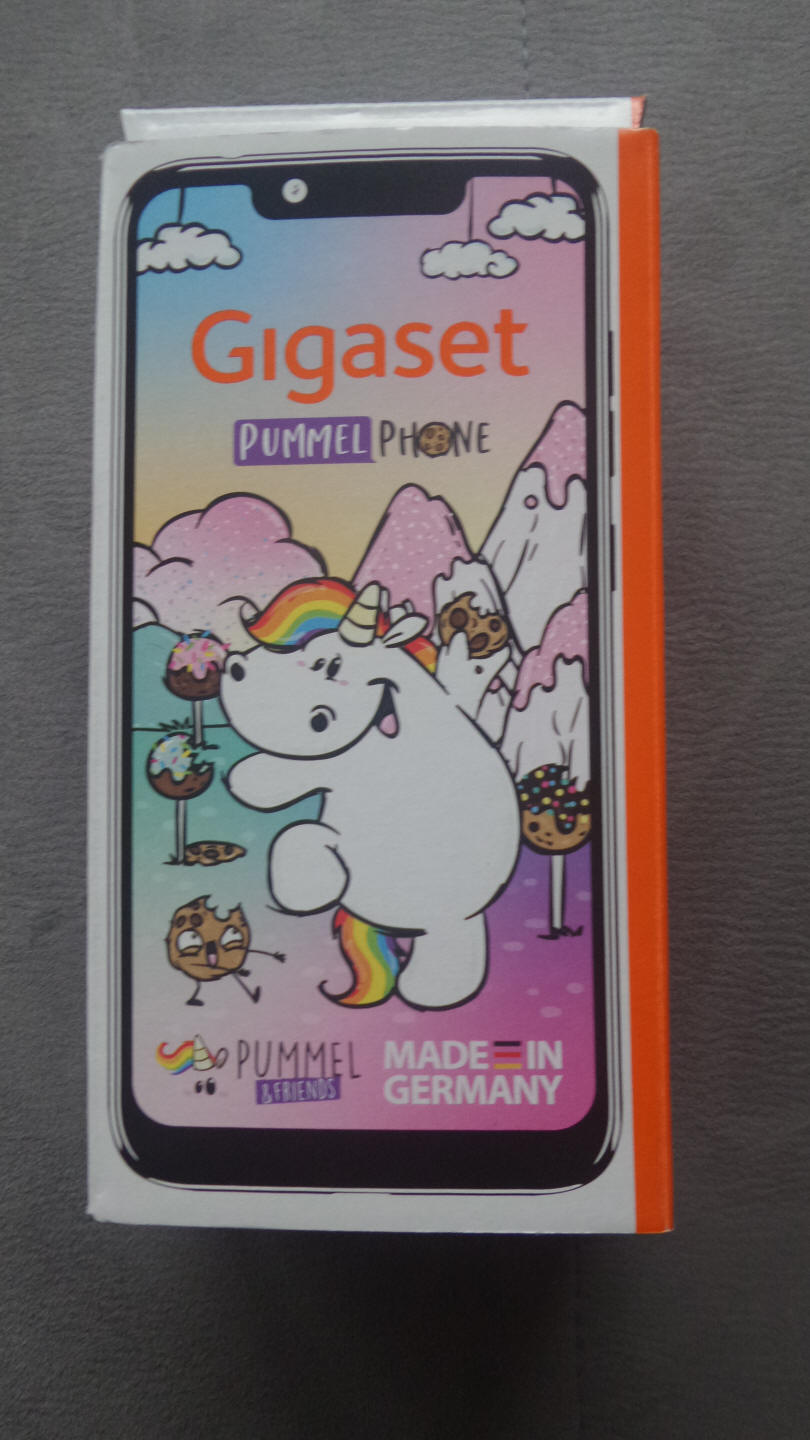 Gigaset
PUMMEL PHONE
PUMMEL
& FRIENDS
MADE IN
GERMANY